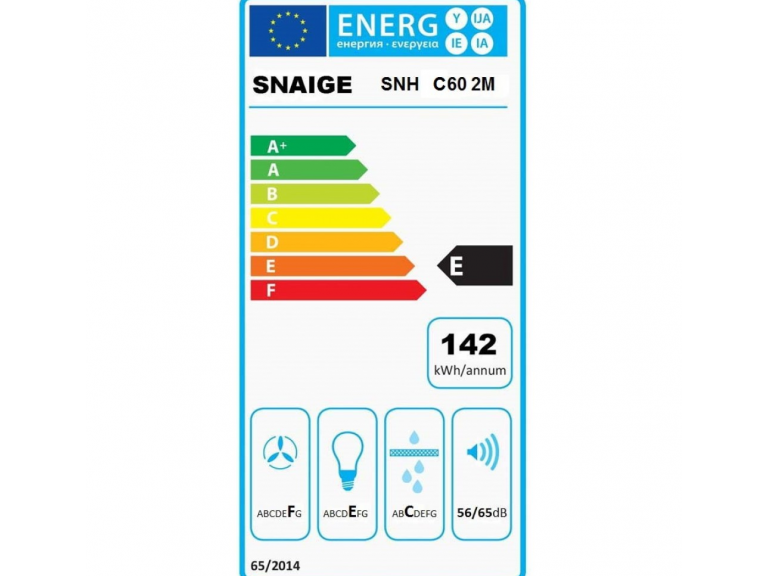 ENERG Y IJA
енергия · ενεργεια IE IA
SNAIGE SNH C60 2M
A+
A
B
C
D
E
F
E
142
kWh/annum
ABCDEFG ABCDEFG ABCDEFG 56/65dB
65/2014